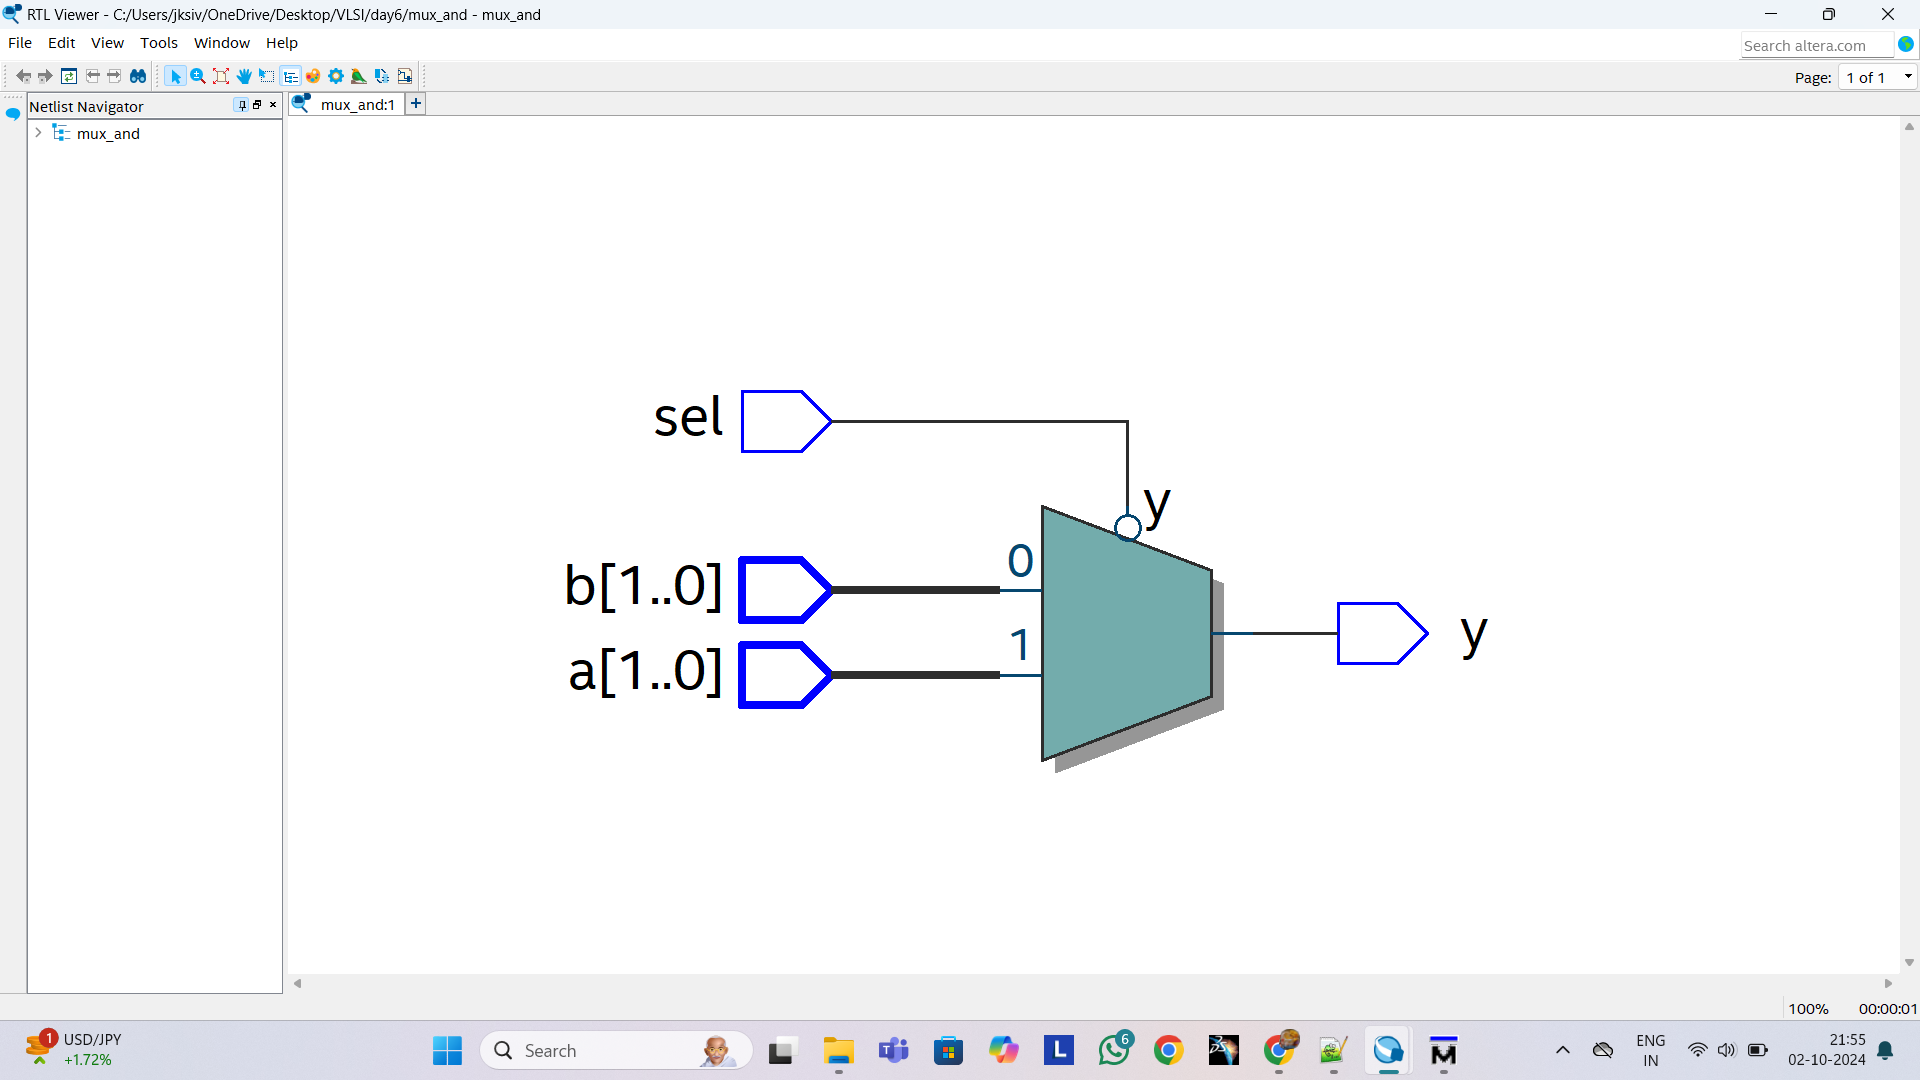 RTL Viewer - C:/Users/jksiv/OneDrive/Desktop/VLSI/day6/mux_and - mux_and
File Edit View Tools Window Help
Search altera.com
Page: 1 of 1
Netlist Navigator
mux_and:1
mux_and
sel
y
0
b[1..0]
1
a[1..0]
y
100% 00:00:01
1
USD/JPY
+1.72%
Search
L
6
M
ENG
IN
21:55
02-10-2024